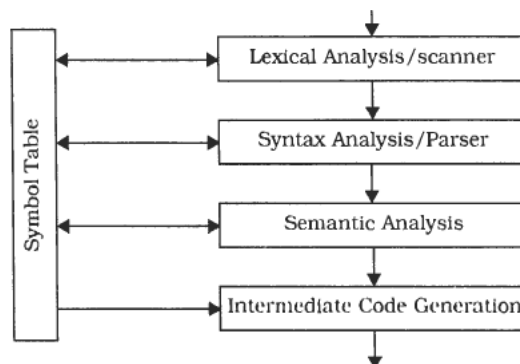 Symbol Table
Lexical Analysis/scanner
Syntax Analysis/Parser
Semantic Analysis
Intermediate Code Generation